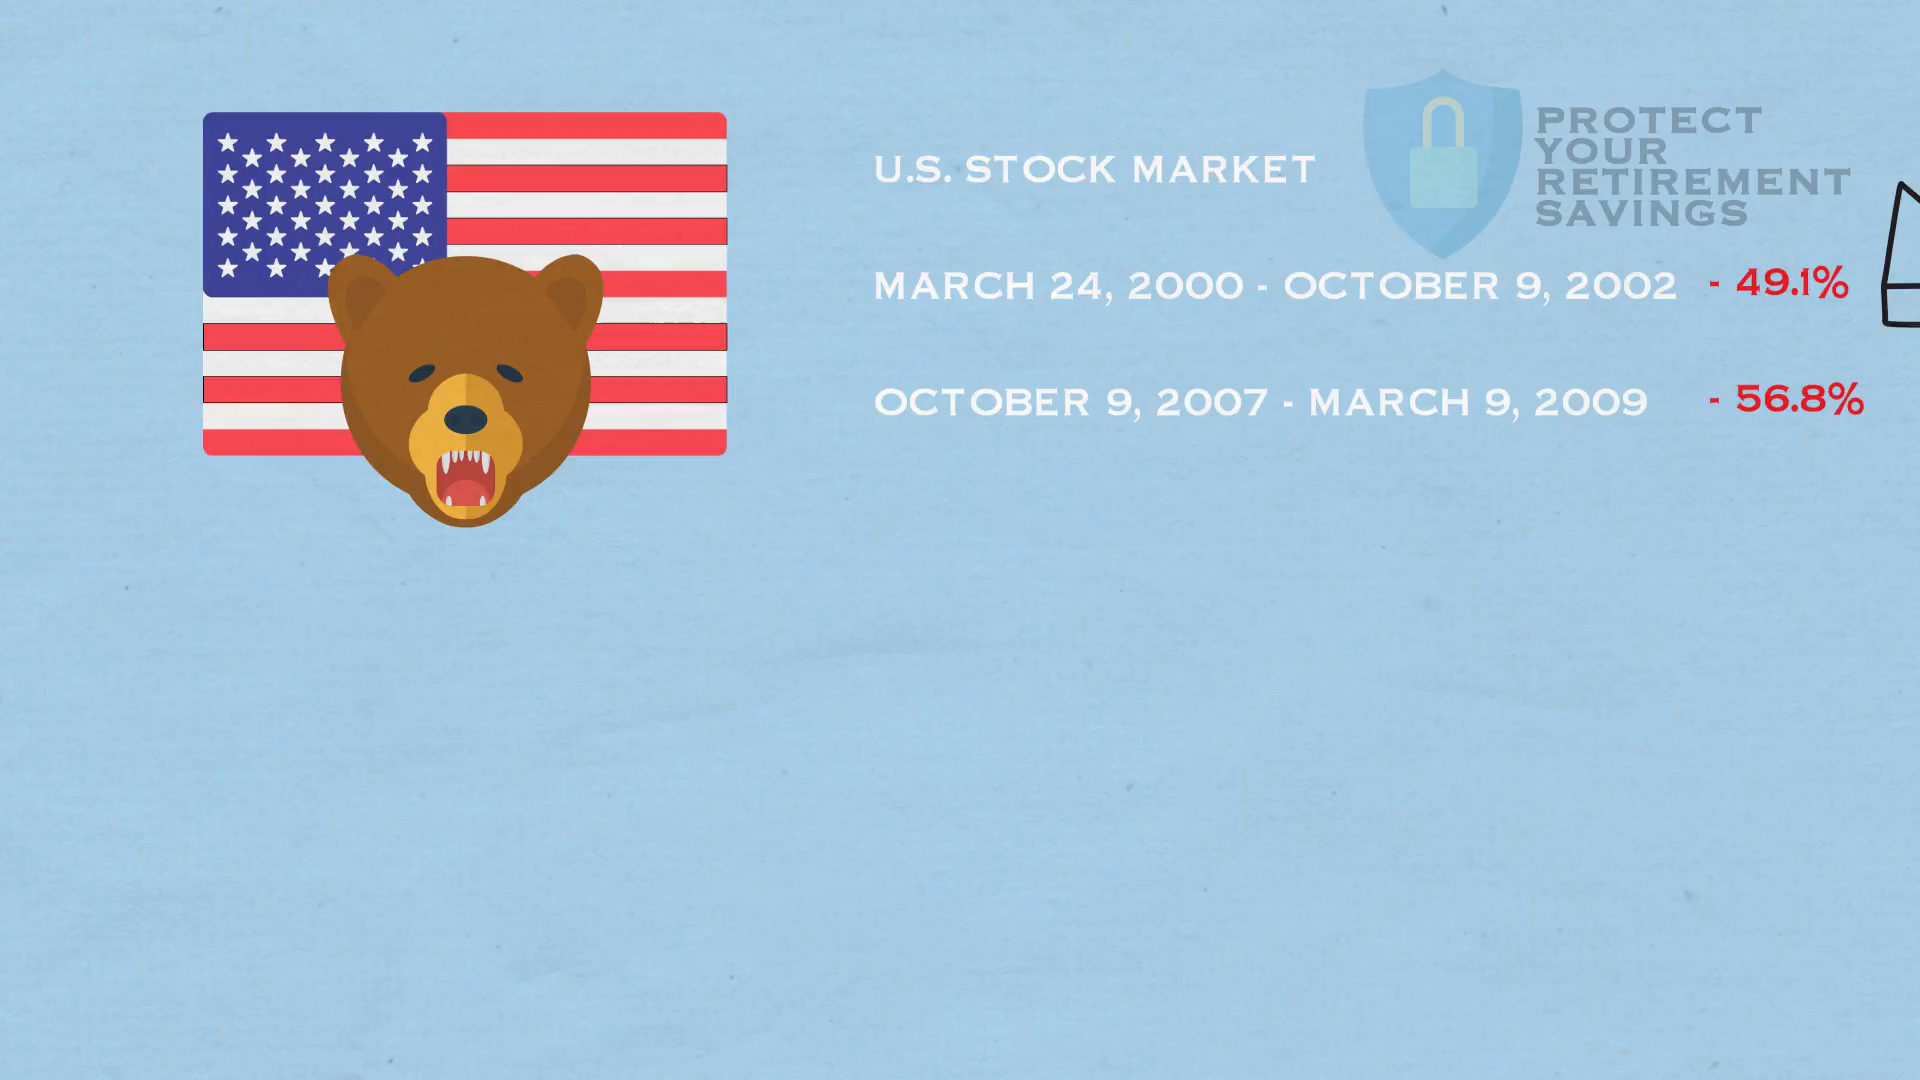 U.S. STOCK MARKET
PROTECT
YOUR
RETIREMENT
SAVINGS
MARCH 24, 2000 - OCTOBER 9, 2002 - 49.1%
OCTOBER 9, 2007 - MARCH 9, 2009 - 56.8%